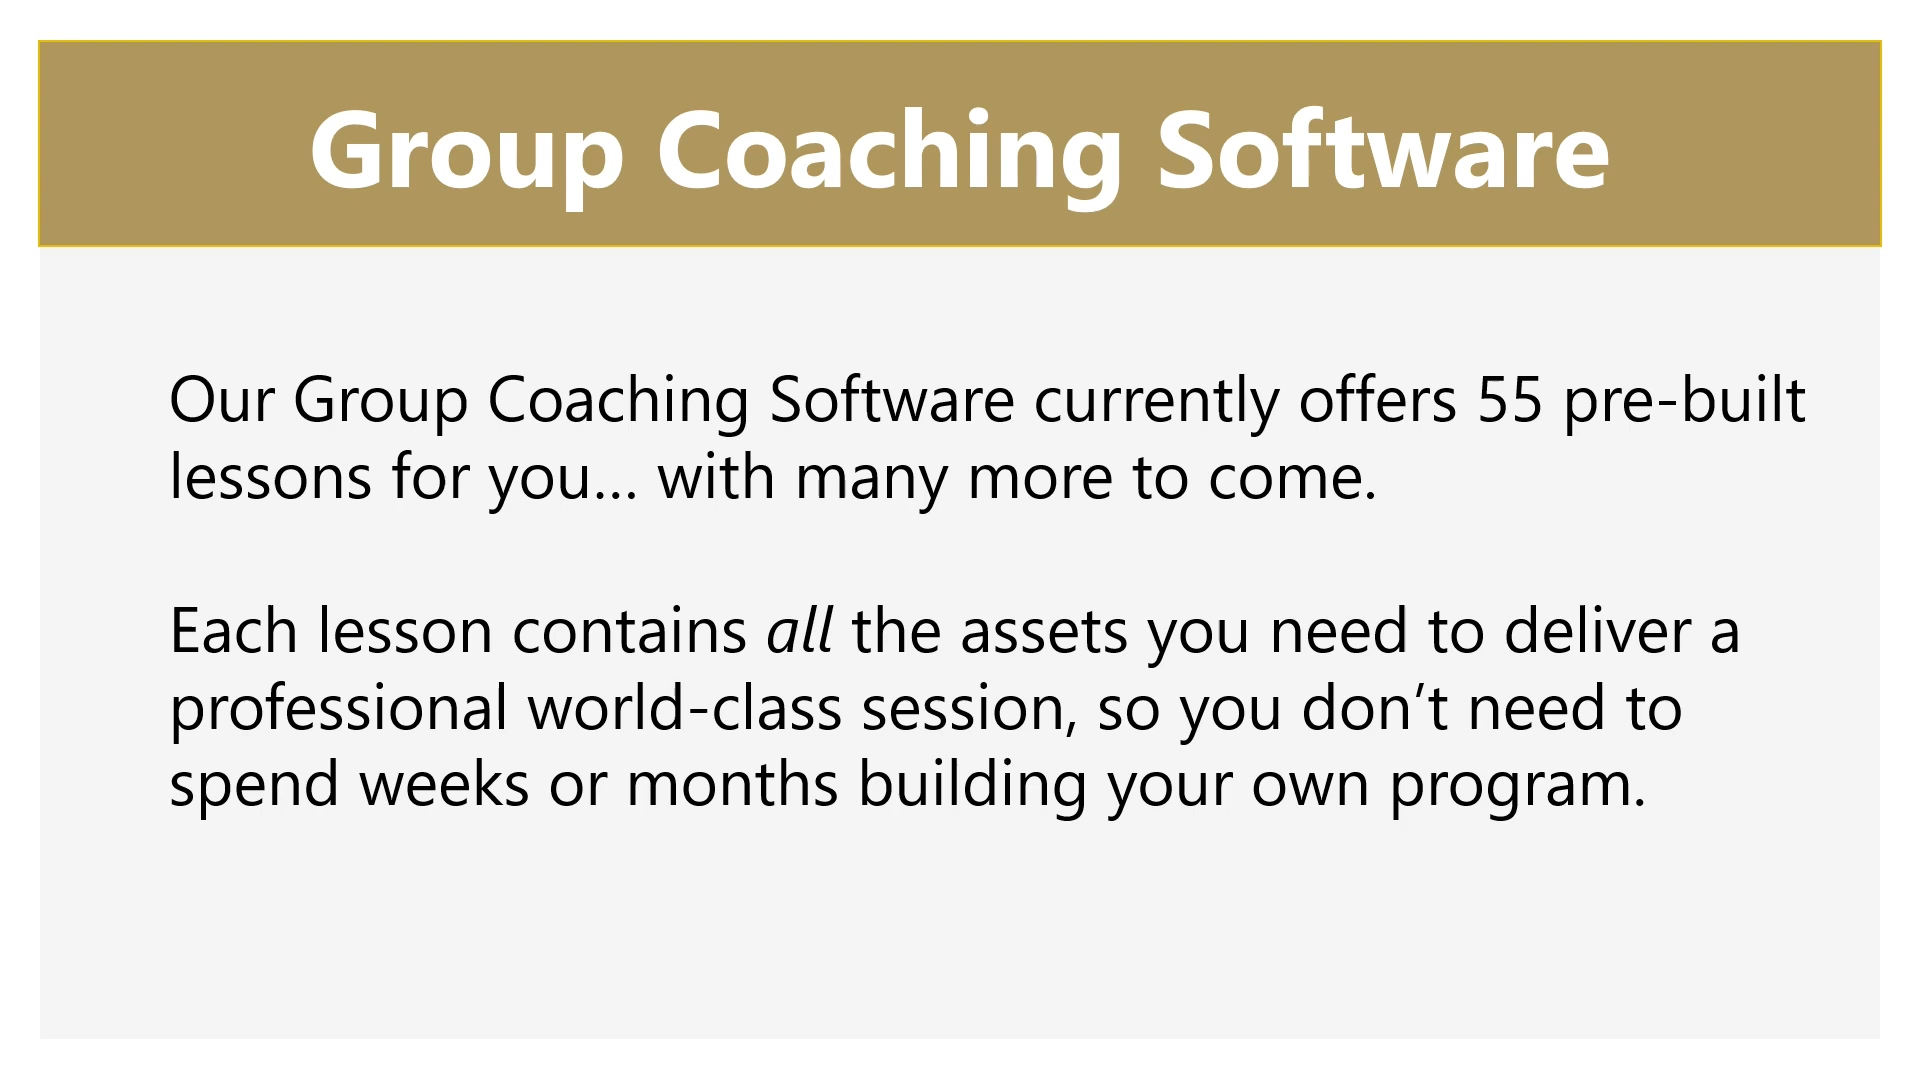 Group Coaching Software
Our Group Coaching Software currently offers 55 pre-built
lessons for you… with many more to come.
Each lesson contains all the assets you need to deliver a
professional world-class session, so you don’t need to
spend weeks or months building your own program.